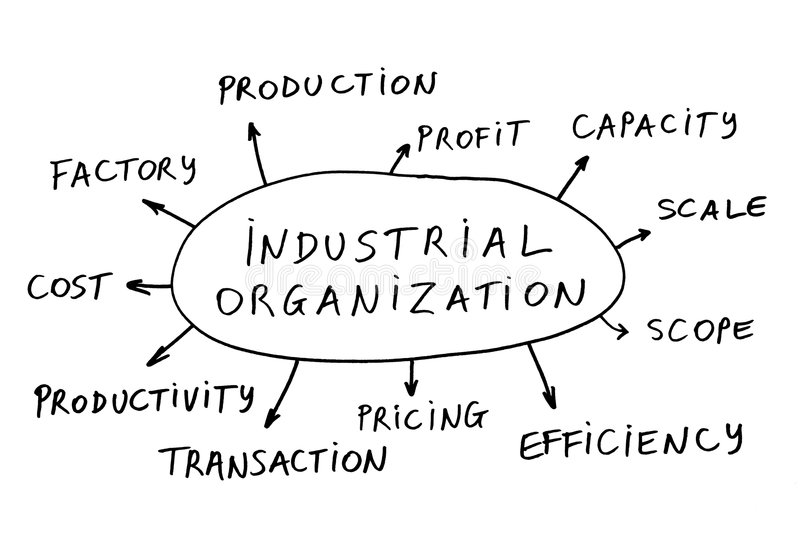 PRODUCTION
PROFIT
CAPACITY
FACTORY
SCALE
INDUSTRIAL
ORGANIZATION
COST
SCOPE
PRODUCTIVITY
PRICING
EFFICIENCY
TRANSACTION